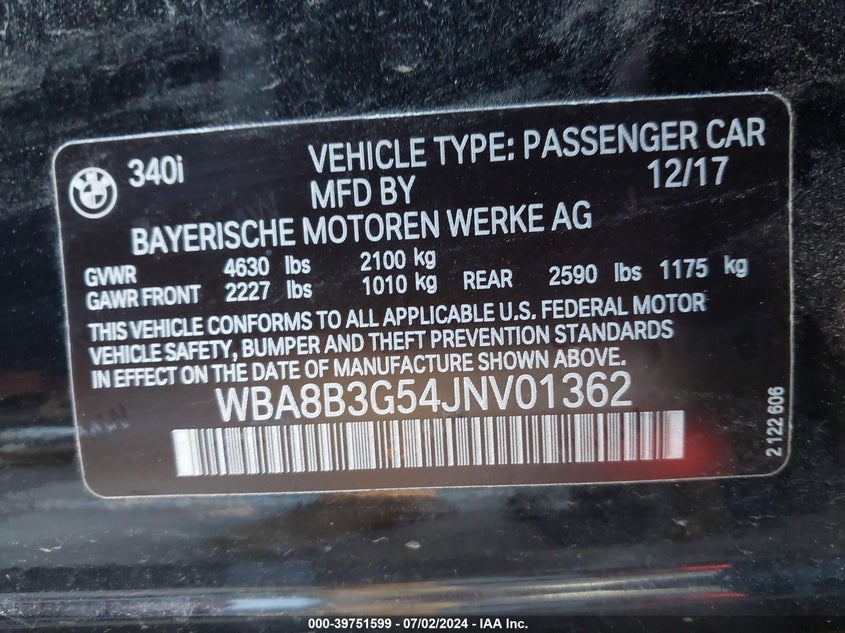 340i VEHICLE TYPE: PASSENGER CAR
MFD BY 12/17
BAYERISCHE MOTOREN WERKE AG
GVWR 4630 lbs 2100 kg
GAWR FRONT 2227 lbs 1010 kg REAR 2590 lbs 1175 kg
THIS VEHICLE CONFORMS TO ALL APPLICABLE U.S. FEDERAL MOTOR
VEHICLE SAFETY, BUMPER AND THEFT PREVENTION STANDARDS
IN EFFECT ON THE DATE OF MANUFACTURE SHOWN ABOVE.
WBA8B3G54JNV01362
2 122 606
000-39751599 - 07/02/2024 - IAA Inc.